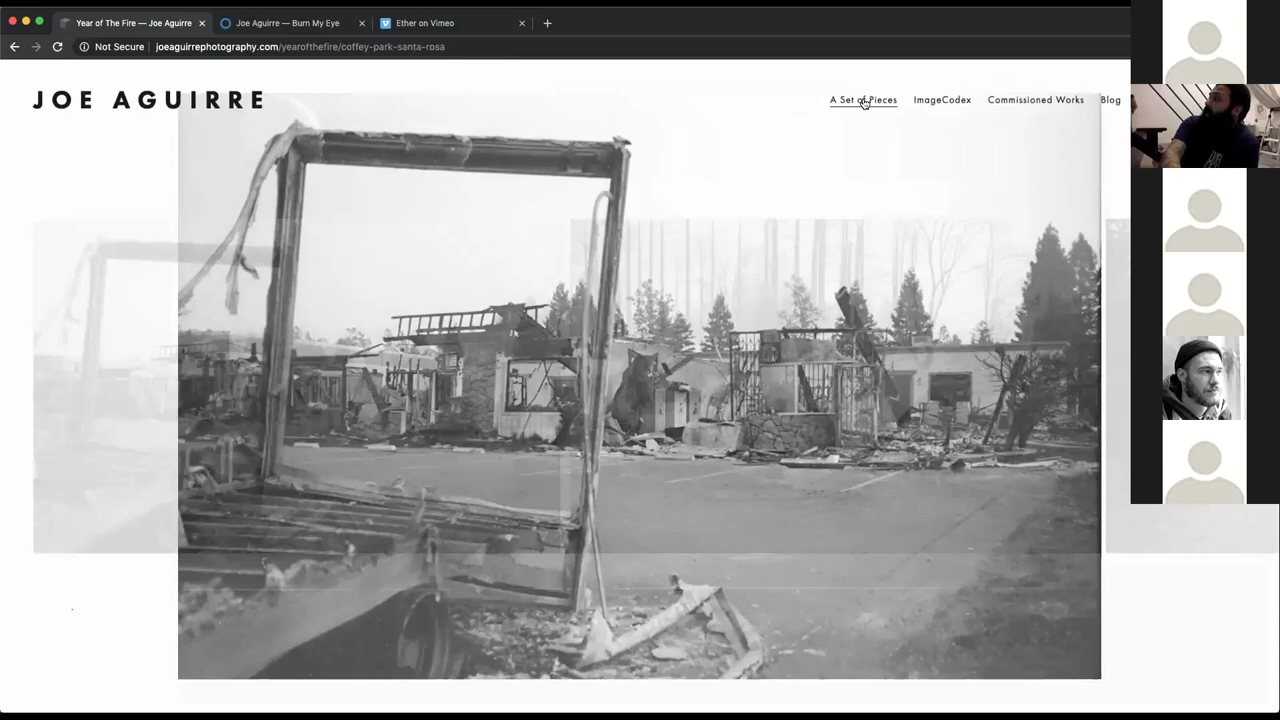 Year of The Fire — Joe Aguirre
Joe Aguirre — Burn My Eye
Ether on Vimeo
Not Secure
joeaguirrephotography.com/yearofthefire/coffey-park-santa-rosa
JOE AGUIRRE
A Set of Pieces
ImageCodex
Commissioned Works
Blog